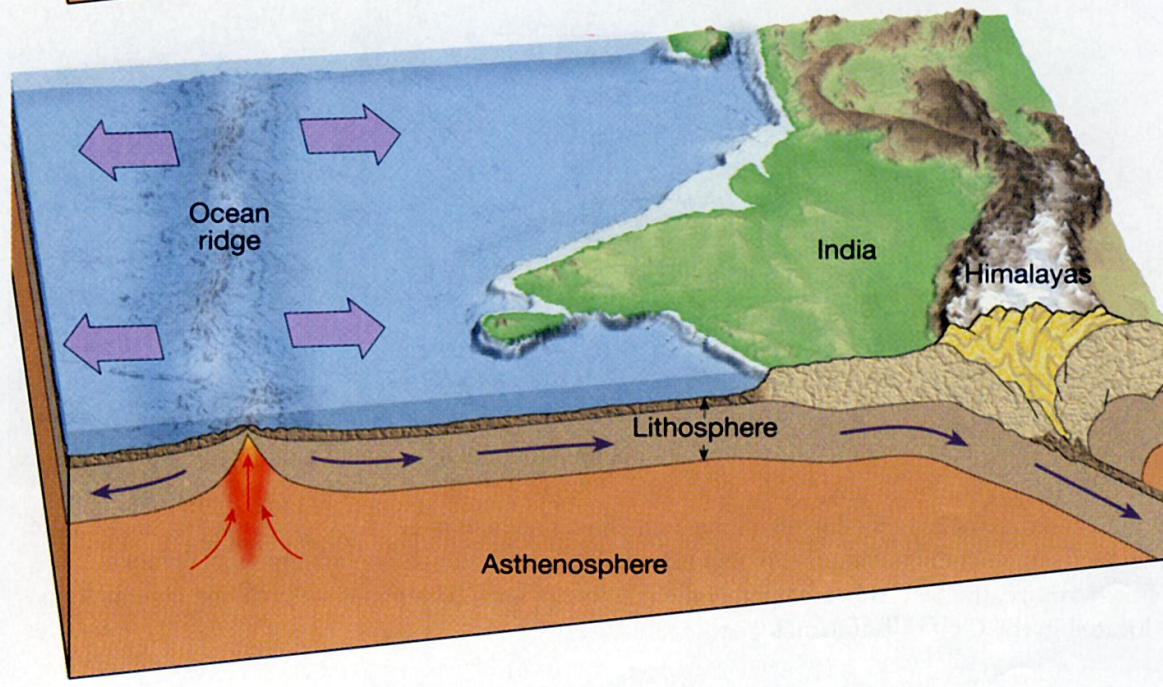 Ocean
ridge
India
Himalayas
Lithosphere
Asthenosphere